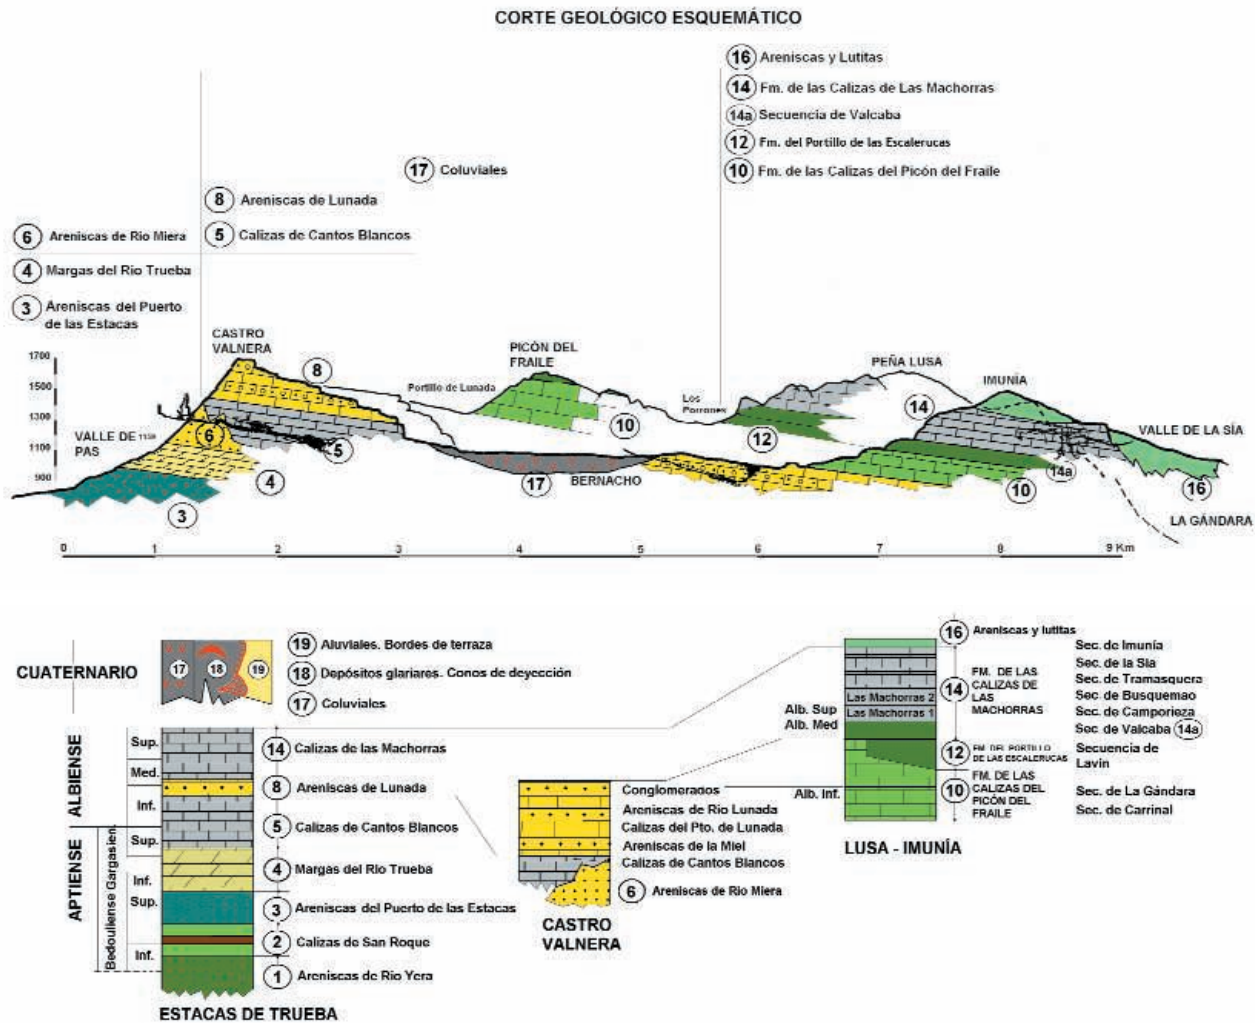 CORTE GEOLÓGICO ESQUEMÁTICO
16 Areniscas y Lutitas
14 Fm. de las Calizas de Las Machorras
14a Secuencia de Valcaba
12 Fm. del Portillo de las Escalerucas
10 Fm. de las Calizas del Picón del Fraile
17 Coluviales
8 Areniscas de Lunada
5 Calizas de Cantos Blancos
6 Areniscas de Rio Miera
4 Margas del Río Trueba
3 Areniscas del Puerto
de las Estacas
CASTRO
VALNERA
PICÓN DEL
FRAILE
PEÑA LUSA
IMUNÍA
Portillo de Lunada
Los
Porrones
VALLE DE
PAS
VALLE DE LA SÍA
BERNACHO
LA GÁNDARA
1700
1500
1300
1100
900
8
6
5
4
3
17
10
12
14
14a
10
16
0 1 2 3 4 5 6 7 8 9 Km
CUATERNARIO
17 18 19
19 Aluviales. Bordes de terraza
18 Depósitos glariares. Conos de deyección
17 Coluviales
ALBIENSE
APTIENSE
Bedouliense Gargasien.
Sup.
Med.
Inf.
Sup.
Inf.
Sup.
Inf.
14 Calizas de las Machorras
8 Areniscas de Lunada
5 Calizas de Cantos Blancos
4 Margas del Río Trueba
3 Areniscas del Puerto de las Estacas
2 Calizas de San Roque
1 Areniscas de Rio Yera
ESTACAS DE TRUEBA
Conglomerados
Areniscas de Rio Lunada
Calizas del Pto. de Lunada
Areniscas de la Miel
Calizas de Cantos Blancos
6 Areniscas de Rio Miera
CASTRO
VALNERA
Alb. Sup
Alb. Med
Alb. Inf.
Las Machorras 2
Las Machorras 1
16 Areniscas y lutitas
14 FM. DE LAS
CALIZAS DE
LAS
MACHORRAS
12 FM. DEL PORTILLO
DE LAS ESCALERUCAS
10 FM. DE LAS
CALIZAS DEL
PICÓN DEL
FRAILE
Sec. de Imunía
Sec. de la Sia
Sec. de Tramasquera
Sec. de Busquemao
Sec. de Camporieza
Sec. de Valcaba 14a
Secuencia de
Lavin
Sec. de La Gándara
Sec. de Carrinal
LUSA - IMUNÍA